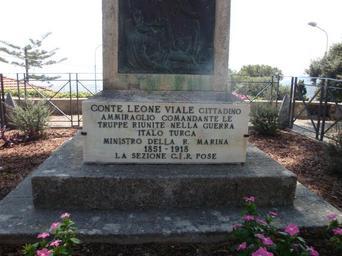 CONTE LEONE VIALE CITTADINO
AMMIRAGLIO COMANDANTE LE
TRUPPE RIUNITE NELLA GUERRA
ITALO TURCA
MINISTRO DELLA R. MARINA
1851-1918
LA SEZIONE G.I.R. POSE